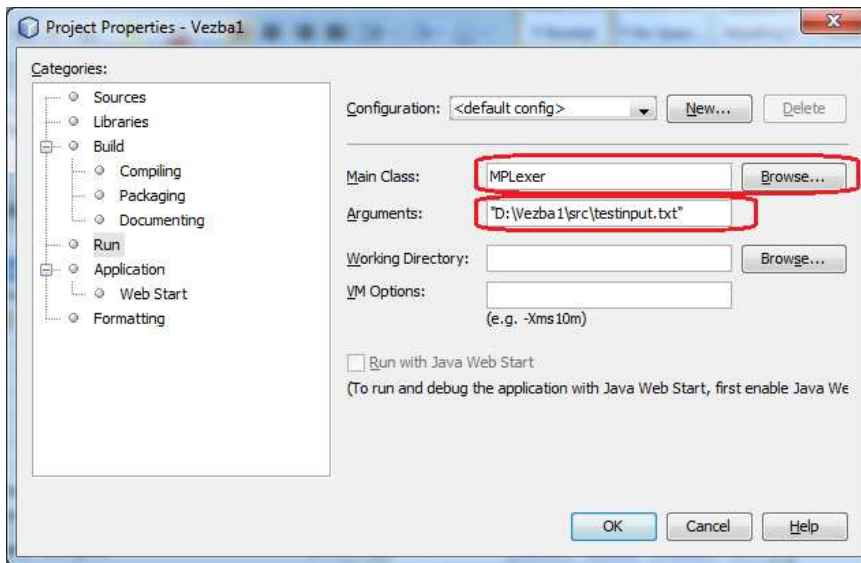 Project Properties - Vezba1
Categories:
Sources
Libraries
Build
Compiling
Packaging
Documenting
Run
Application
Web Start
Formatting
Configuration: <default config> New... Delete
Main Class: MPLexer Browse...
Arguments: "D:\Vezba1\src\testinput.txt"
Working Directory: Browse...
VM Options:
(e.g. -Xms10m)
Run with Java Web Start
(To run and debug the application with Java Web Start, first enable Java We
OK Cancel Help